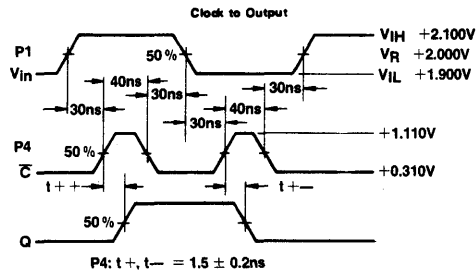 Clock to Output
P1
Vin
50 %
VIH +2.100V
VR +2.000V
VIL +1.900V
40ns
30ns
30ns
30ns
40ns
30ns
P4
C
50 %
+1.110V
+0.310V
t ++
t +−
50 %
Q
P4: t+, t− = 1.5 ± 0.2ns